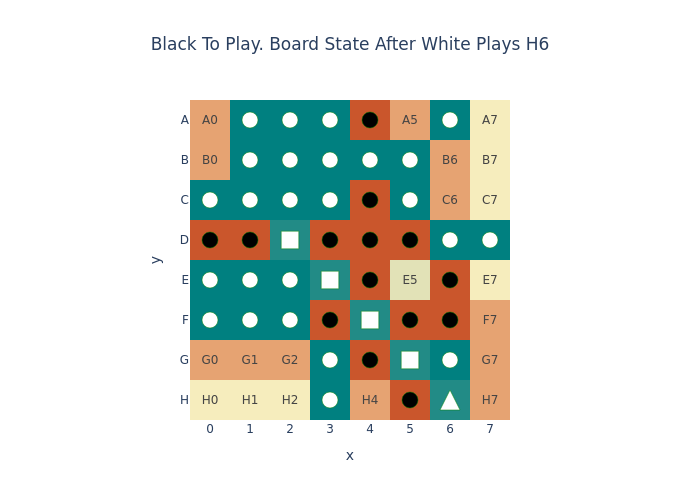 Black To Play. Board State After White Plays H6
A A0 A5 A7
B B0 B6 B7
C C6 C7
D
E E5 E7
F F7
G G0 G1 G2 G7
H H0 H1 H2 H4 H7
0 1 2 3 4 5 6 7
x
y